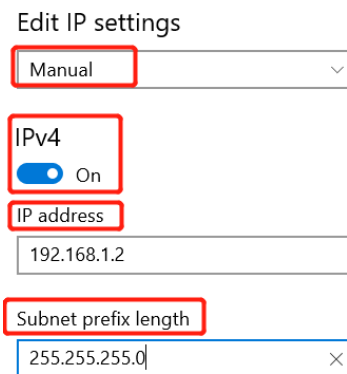 Edit IP settings
Manual
IPv4
On
IP address
192.168.1.2
Subnet prefix length
255.255.255.0